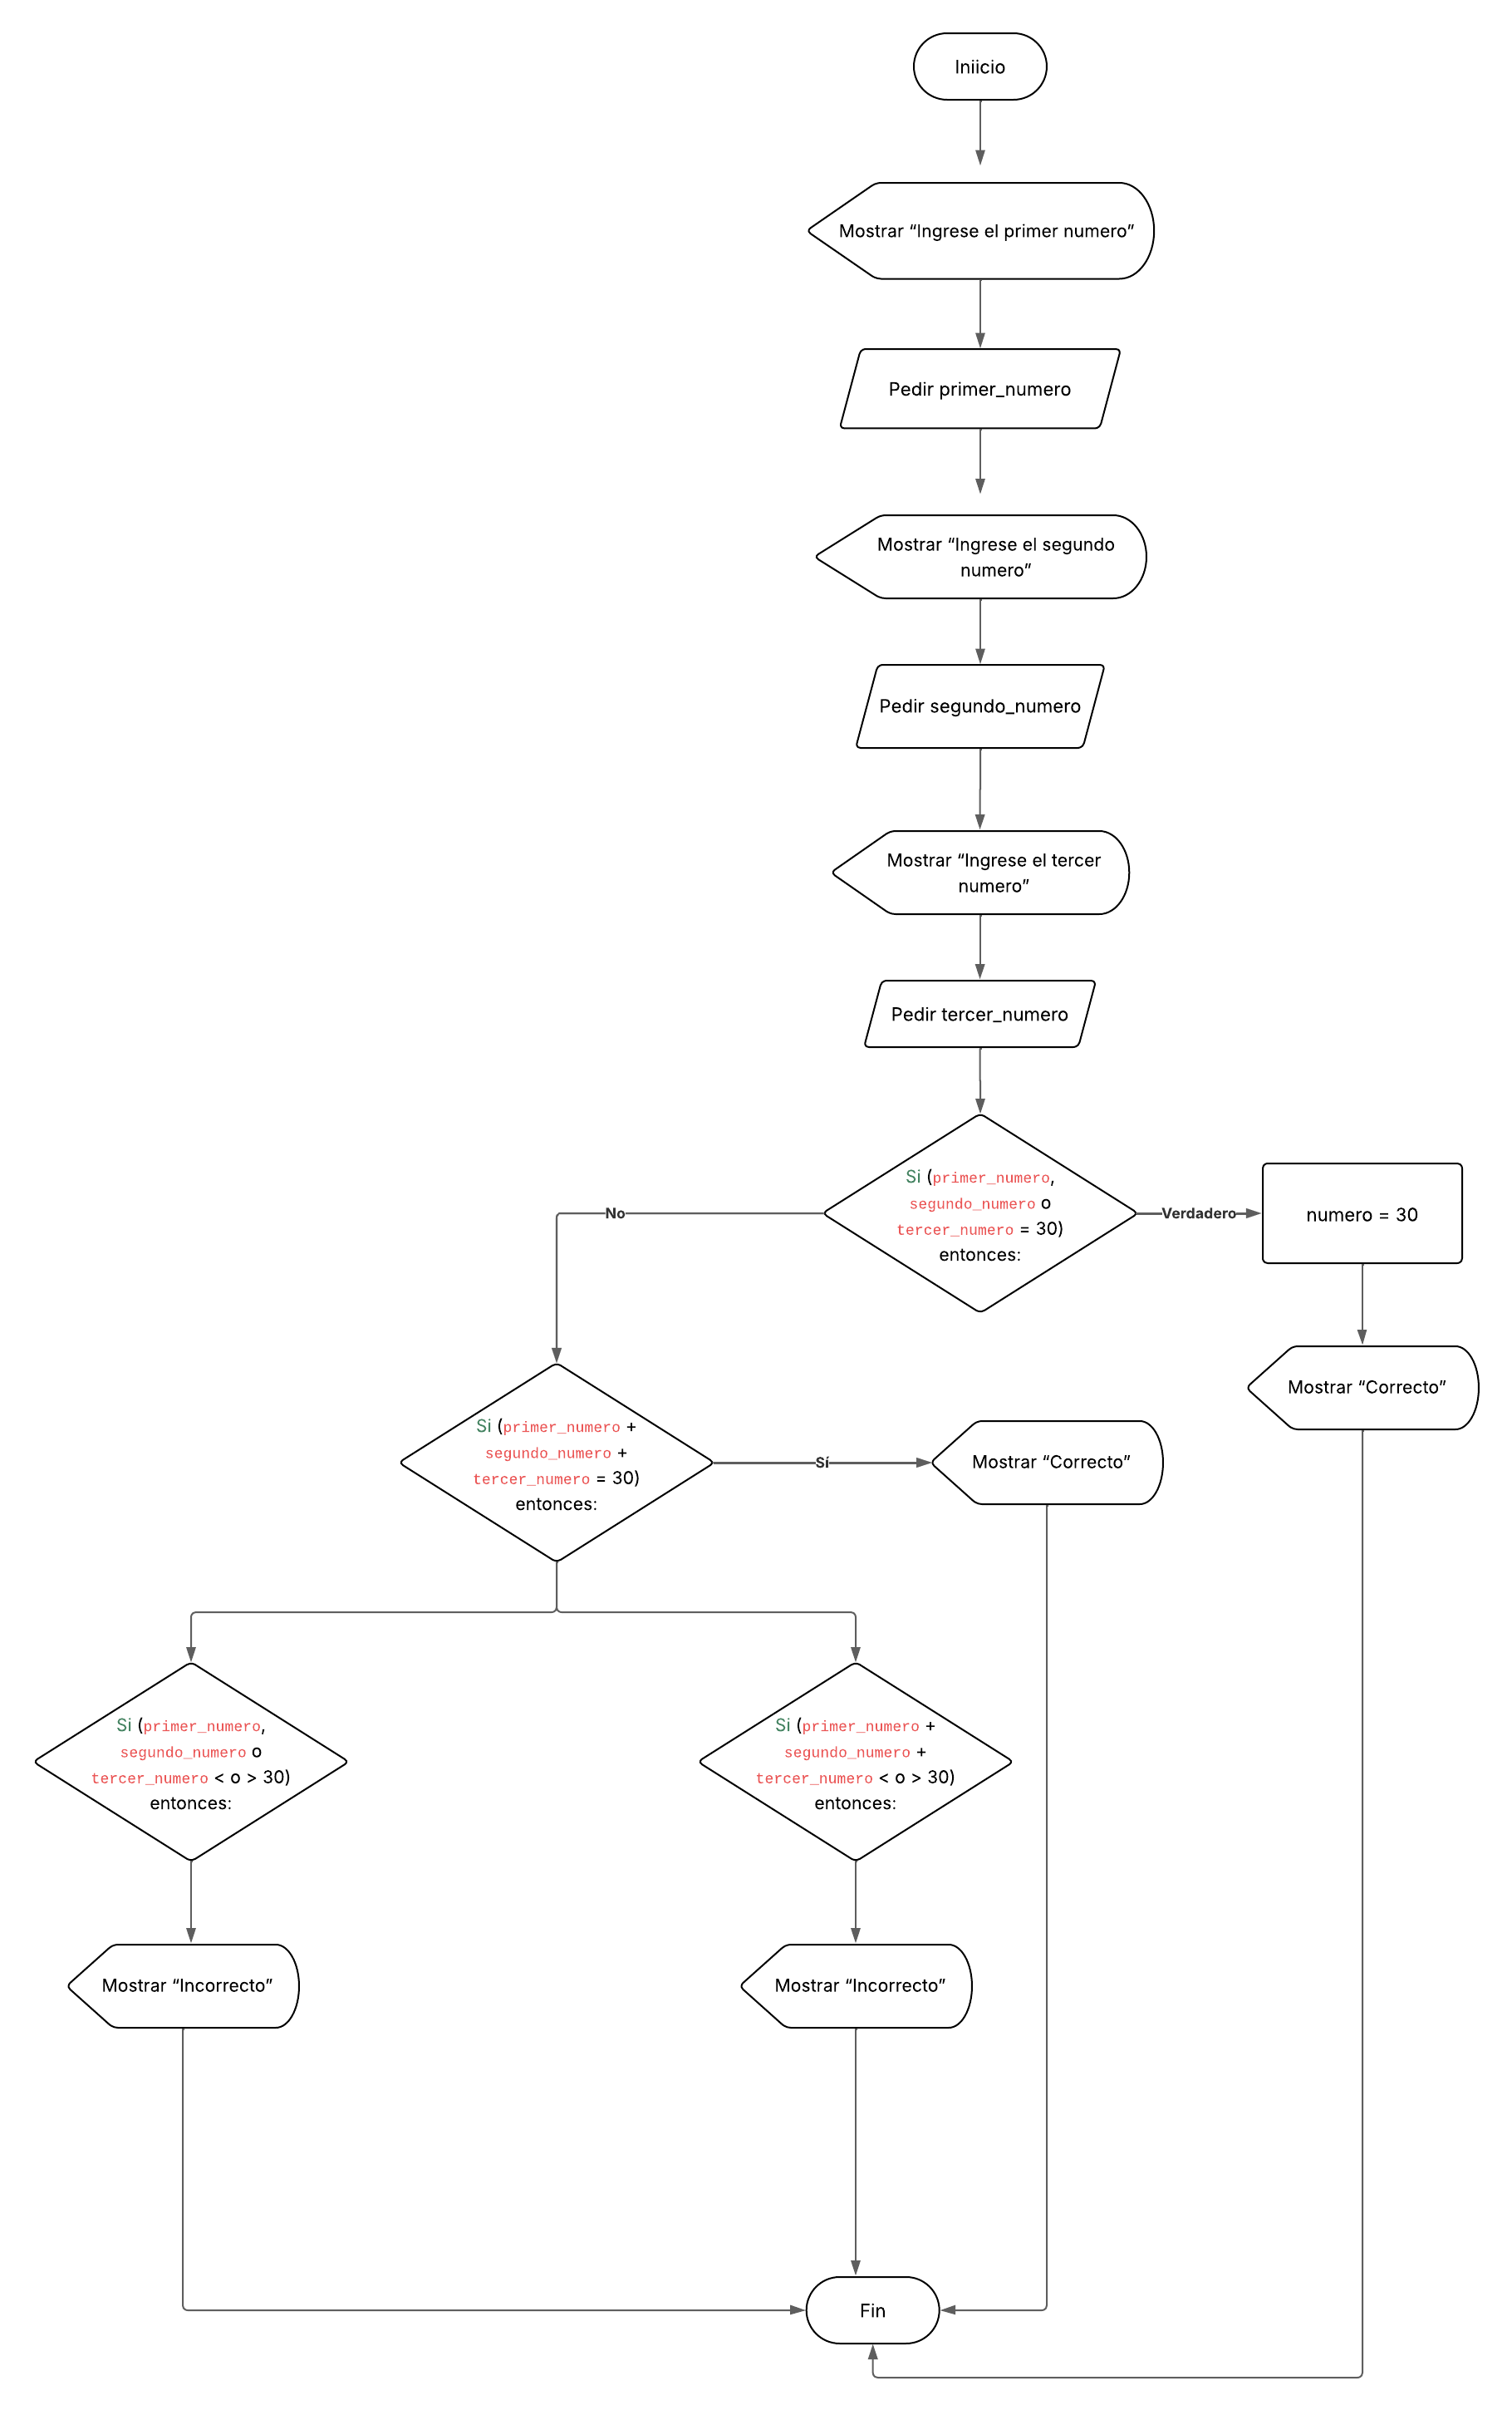 Iniicio
Mostrar “Ingrese el primer numero”
Pedir primer_numero
Mostrar “Ingrese el segundo
numero”
Pedir segundo_numero
Mostrar “Ingrese el tercer
numero”
Pedir tercer_numero
Si (primer_numero,
segundo_numero o
tercer_numero = 30)
entonces:
No
Verdadero
numero = 30
Mostrar “Correcto”
Si (primer_numero +
segundo_numero +
tercer_numero = 30)
entonces:
Sí
Mostrar “Correcto”
Si (primer_numero,
segundo_numero o
tercer_numero < o > 30)
entonces:
Si (primer_numero +
segundo_numero +
tercer_numero < o > 30)
entonces:
Mostrar “Incorrecto”
Mostrar “Incorrecto”
Fin